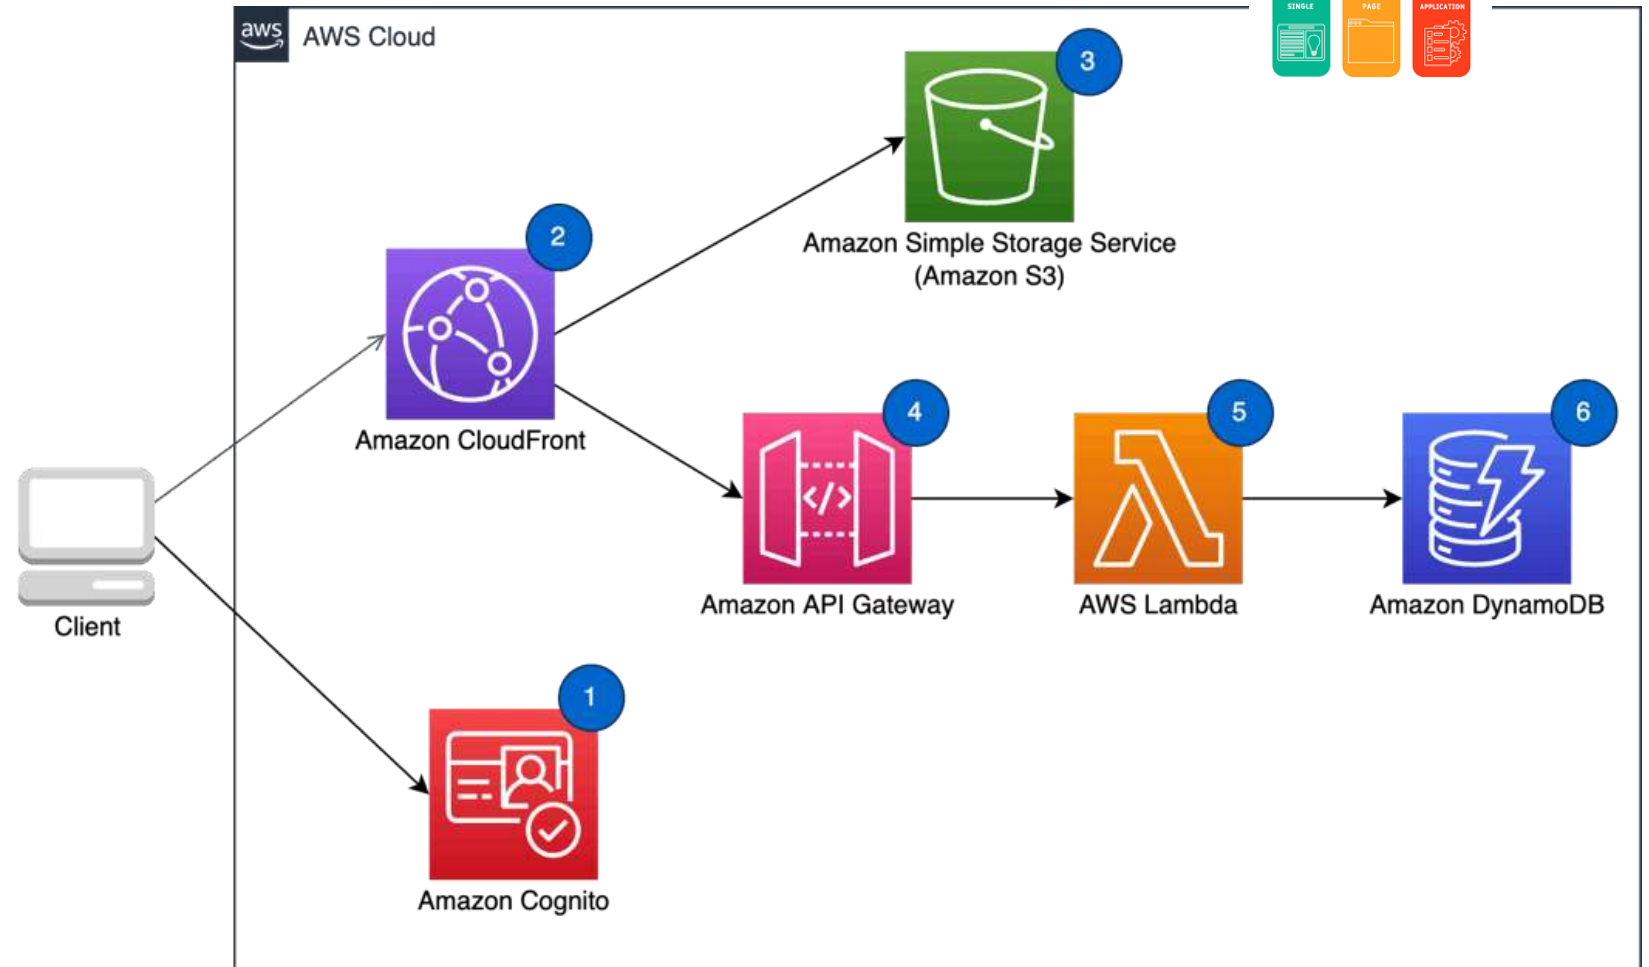 aws
AWS Cloud
SINGLE
PAGE
APPLICATION
3
Amazon Simple Storage Service
(Amazon S3)
2
Amazon CloudFront
4
</>
Amazon API Gateway
5
AWS Lambda
6
Amazon DynamoDB
Client
1
Amazon Cognito